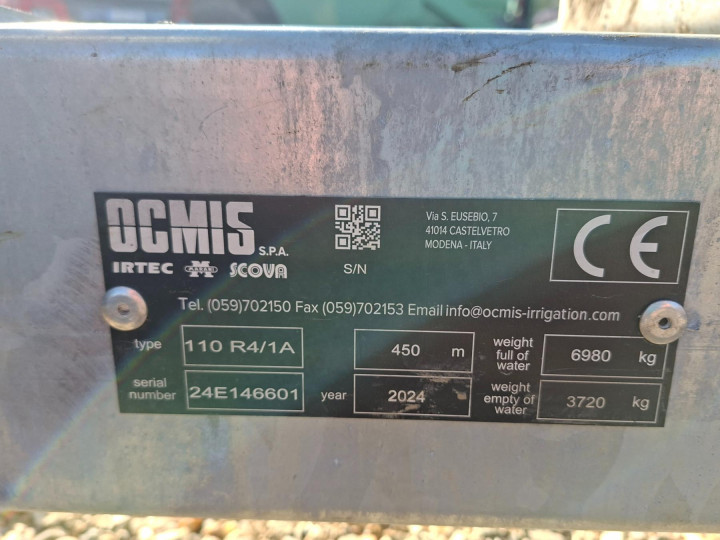 OCMIS S.P.A.
IRTEC M SCOVA
S/N
Via S. EUSEBIO, 7
41014 CASTELVETRO
MODENA - ITALY
CE
Tel. (059)702150 Fax (059)702153 Email info@ocmis-irrigation.com
type 110 R4/1A 450 m weight full of water 6980 kg
serial number 24E146601 year 2024 weight empty of water 3720 kg